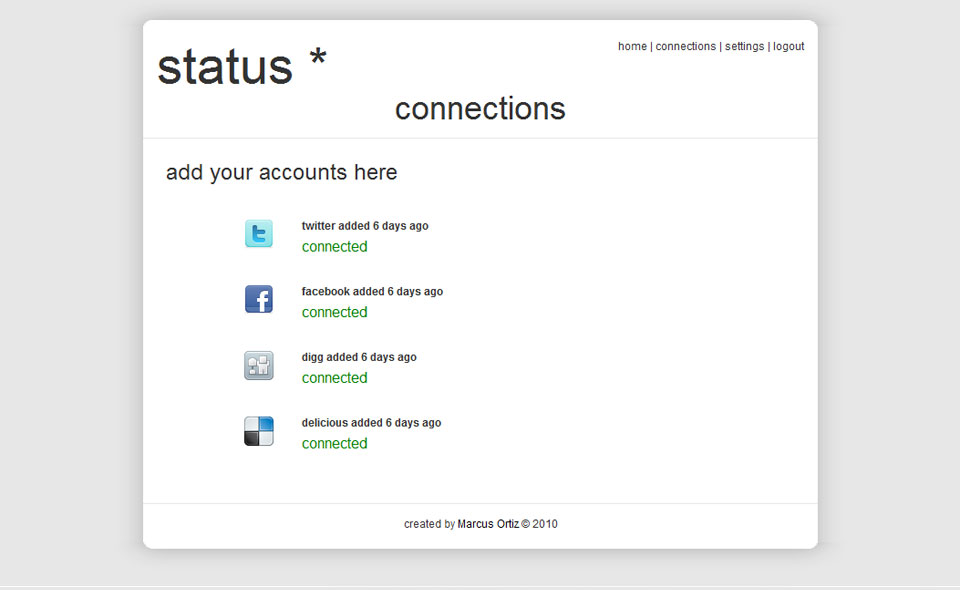 status *
home | connections | settings | logout
connections
add your accounts here
twitter added 6 days ago
connected
facebook added 6 days ago
connected
digg added 6 days ago
connected
delicious added 6 days ago
connected
created by Marcus Ortiz © 2010